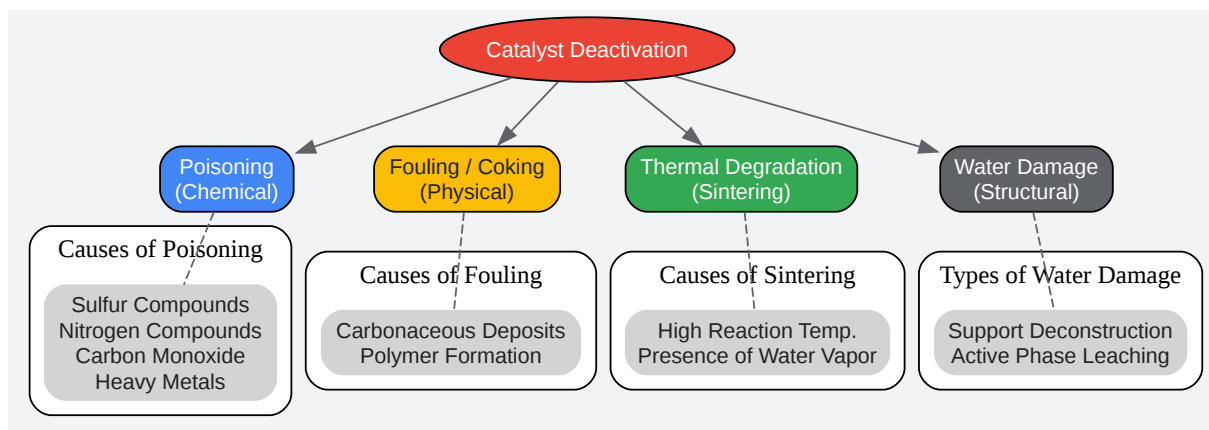 Catalyst Deactivation
Poisoning
(Chemical)
Fouling / Coking
(Physical)
Thermal Degradation
(Sintering)
Water Damage
(Structural)
Causes of Poisoning
Sulfur Compounds
Nitrogen Compounds
Carbon Monoxide
Heavy Metals
Causes of Fouling
Carbonaceous Deposits
Polymer Formation
Causes of Sintering
High Reaction Temp.
Presence of Water Vapor
Types of Water Damage
Support Deconstruction
Active Phase Leaching